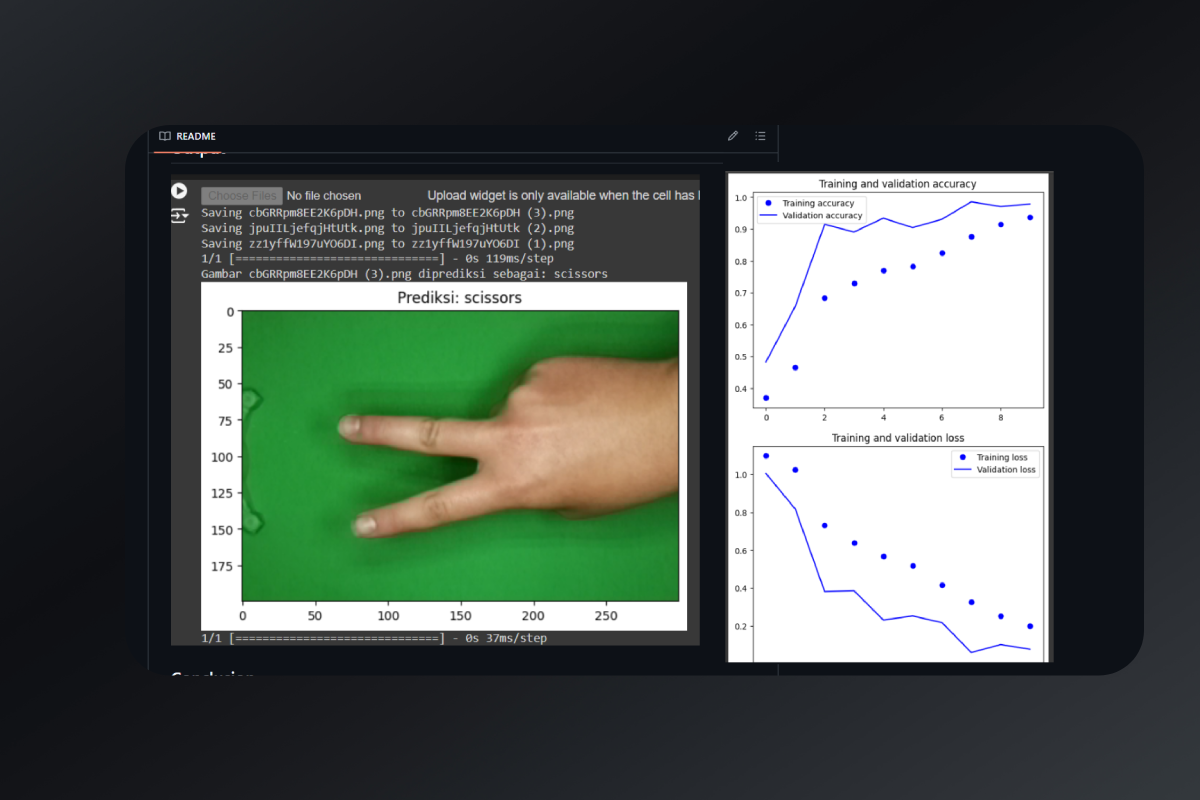 README
Choose Files No file chosen Upload widget is only available when the cell has
Saving cbGRRpm8EE2K6pDH.png to cbGRRpm8EE2K6pDH (3).png
Saving jpuIILjefqjHtUtk.png to jpuIILjefqjHtUtk (2).png
Saving zz1yffW197uYO6DI.png to zz1yffW197uYO6DI (1).png
1/1 [==============================] - 0s 119ms/step
Gambar cbGRRpm8EE2K6pDH (3).png diprediksi sebagai: scissors
Prediksi: scissors
0
25
50
75
100
125
150
175
0 50 100 150 200 250
1/1 [==============================] - 0s 37ms/step
Conclusion
Training and validation accuracy
Training accuracy
Validation accuracy
1.0
0.9
0.8
0.7
0.6
0.5
0.4
0 2 4 6 8
Training and validation loss
Training loss
Validation loss
1.0
0.8
0.6
0.4
0.2